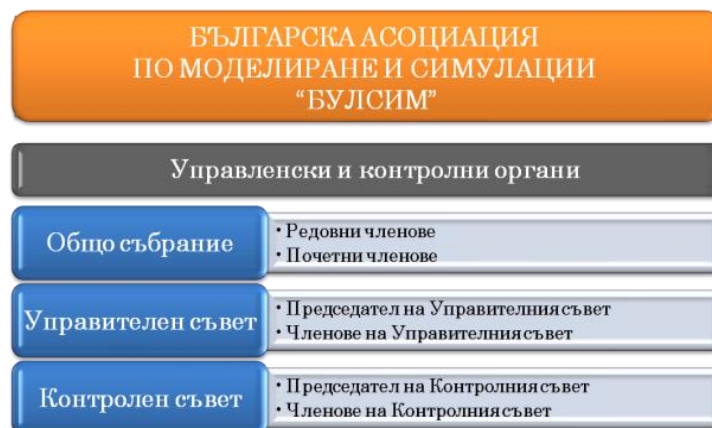 БЪЛГАРСКА АСОЦИАЦИЯ
ПО МОДЕЛИРАНЕ И СИМУЛАЦИИ
“БУЛСИМ”
Управленски и контролни органи
Общо събрание
• Редовни членове
• Почетни членове
Управителен съвет
• Председател на Управителния съвет
• Членове на Управителния съвет
Контролен съвет
• Председател на Контролния съвет
• Членове на Контролния съвет